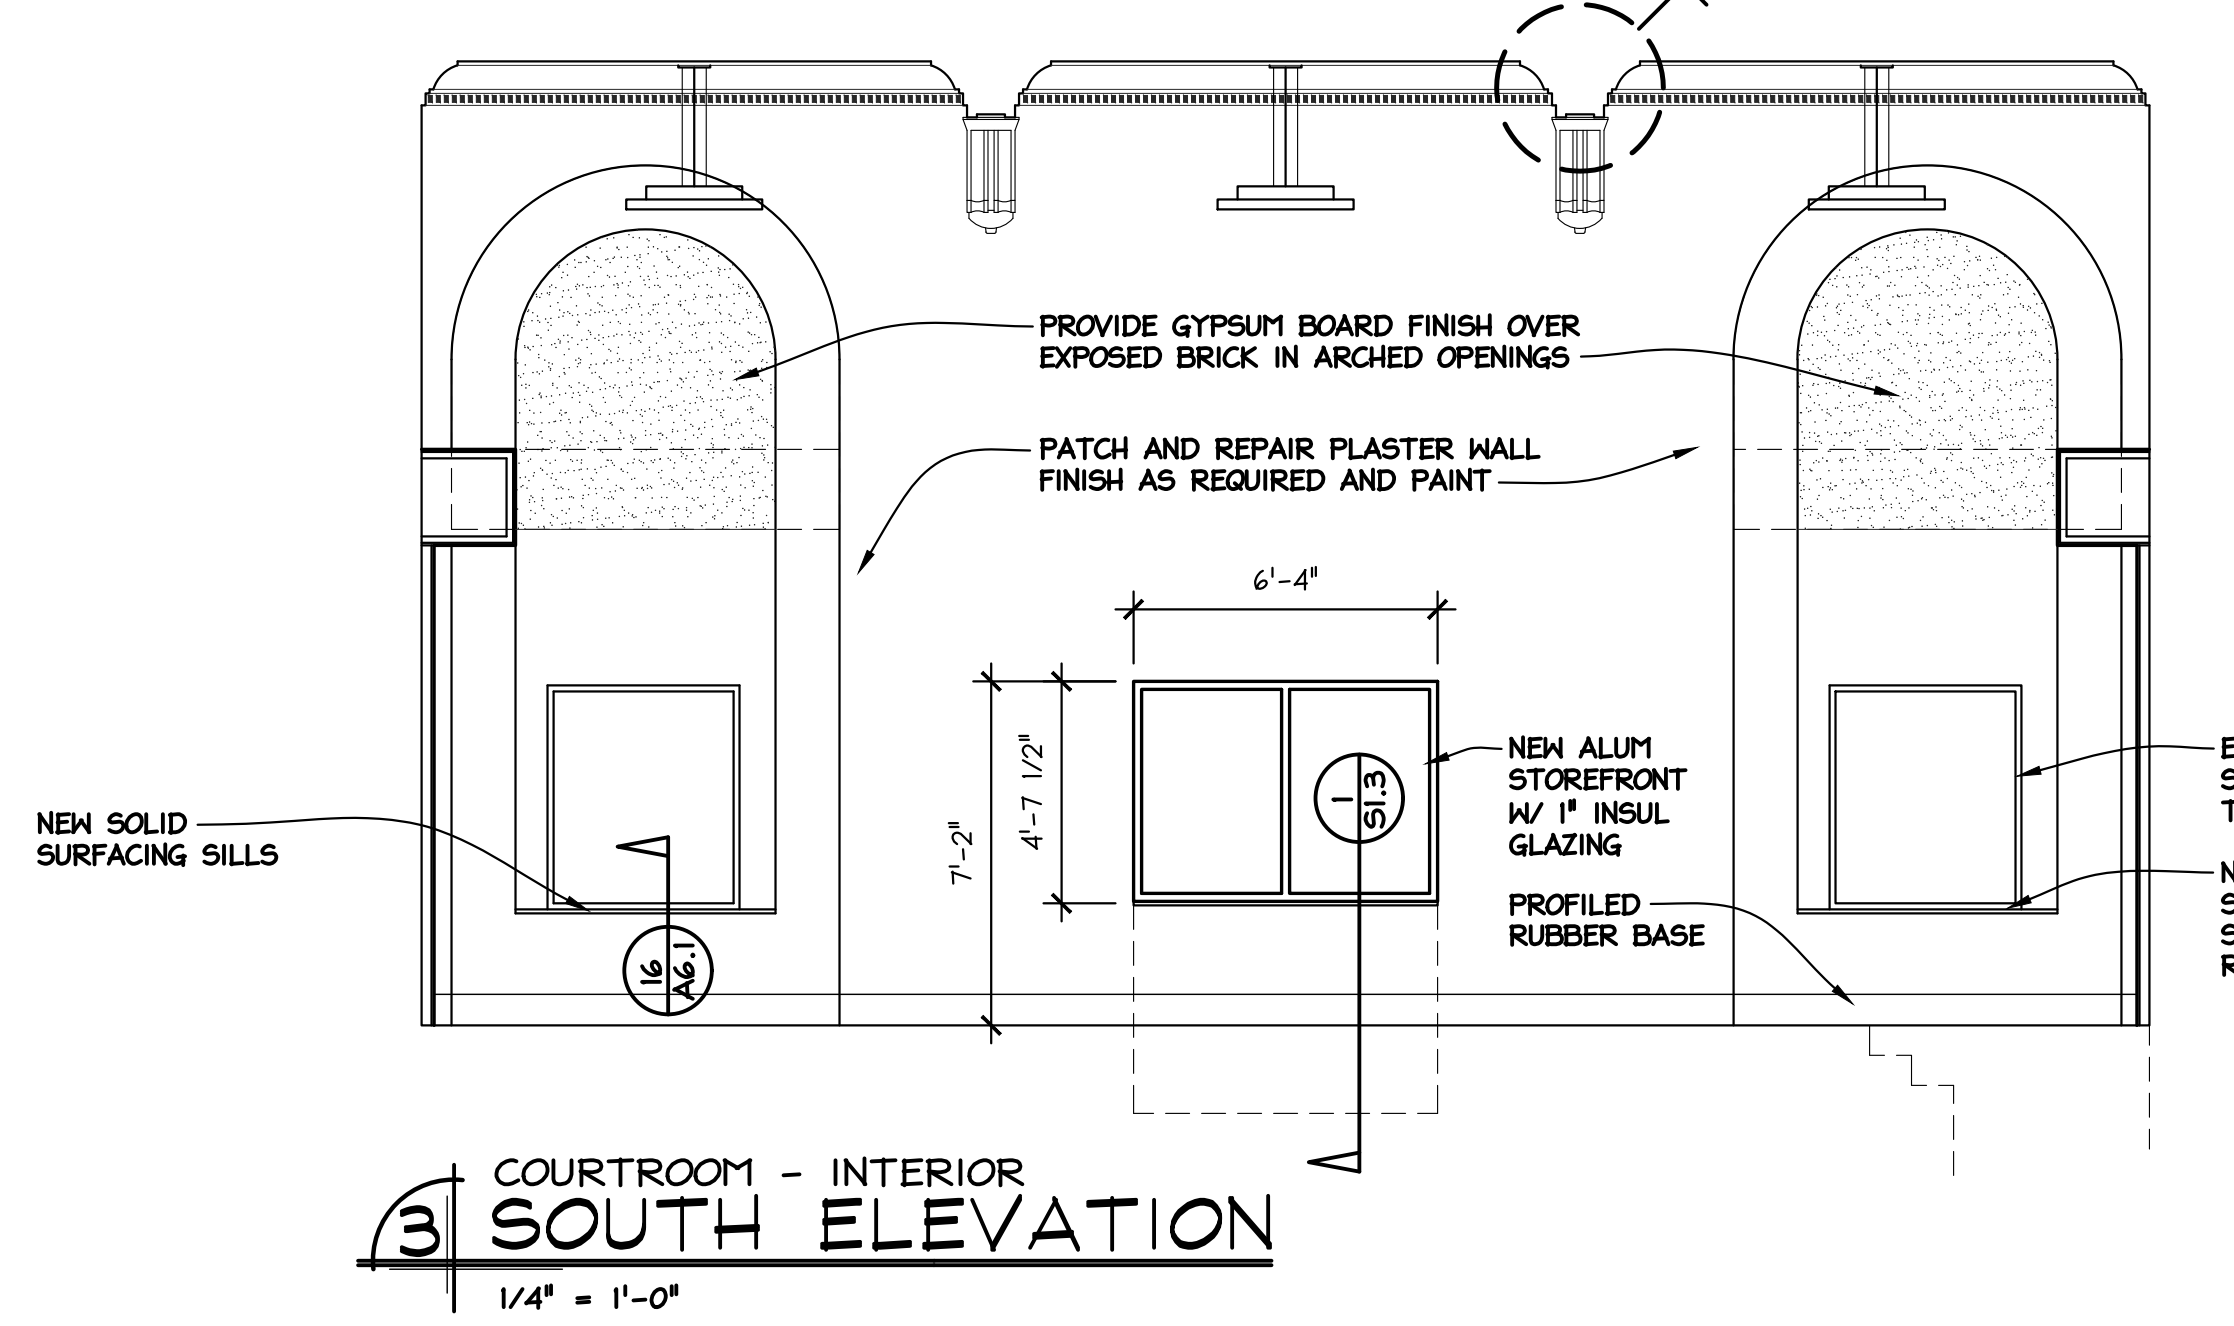 PROVIDE GYPSUM BOARD FINISH OVER
EXPOSED BRICK IN ARCHED OPENINGS
PATCH AND REPAIR PLASTER WALL
FINISH AS REQUIRED AND PAINT
6'-4"
7'-2"
4'-7 1/2"
1
S1.3
NEW ALUM
STOREFRONT
W/ 1" INSUL
GLAZING
NEW SOLID
SURFACING SILLS
PROFILED
RUBBER BASE
16
A6.1
COURTROOM - INTERIOR
3 SOUTH ELEVATION
1/4" = 1'-0"